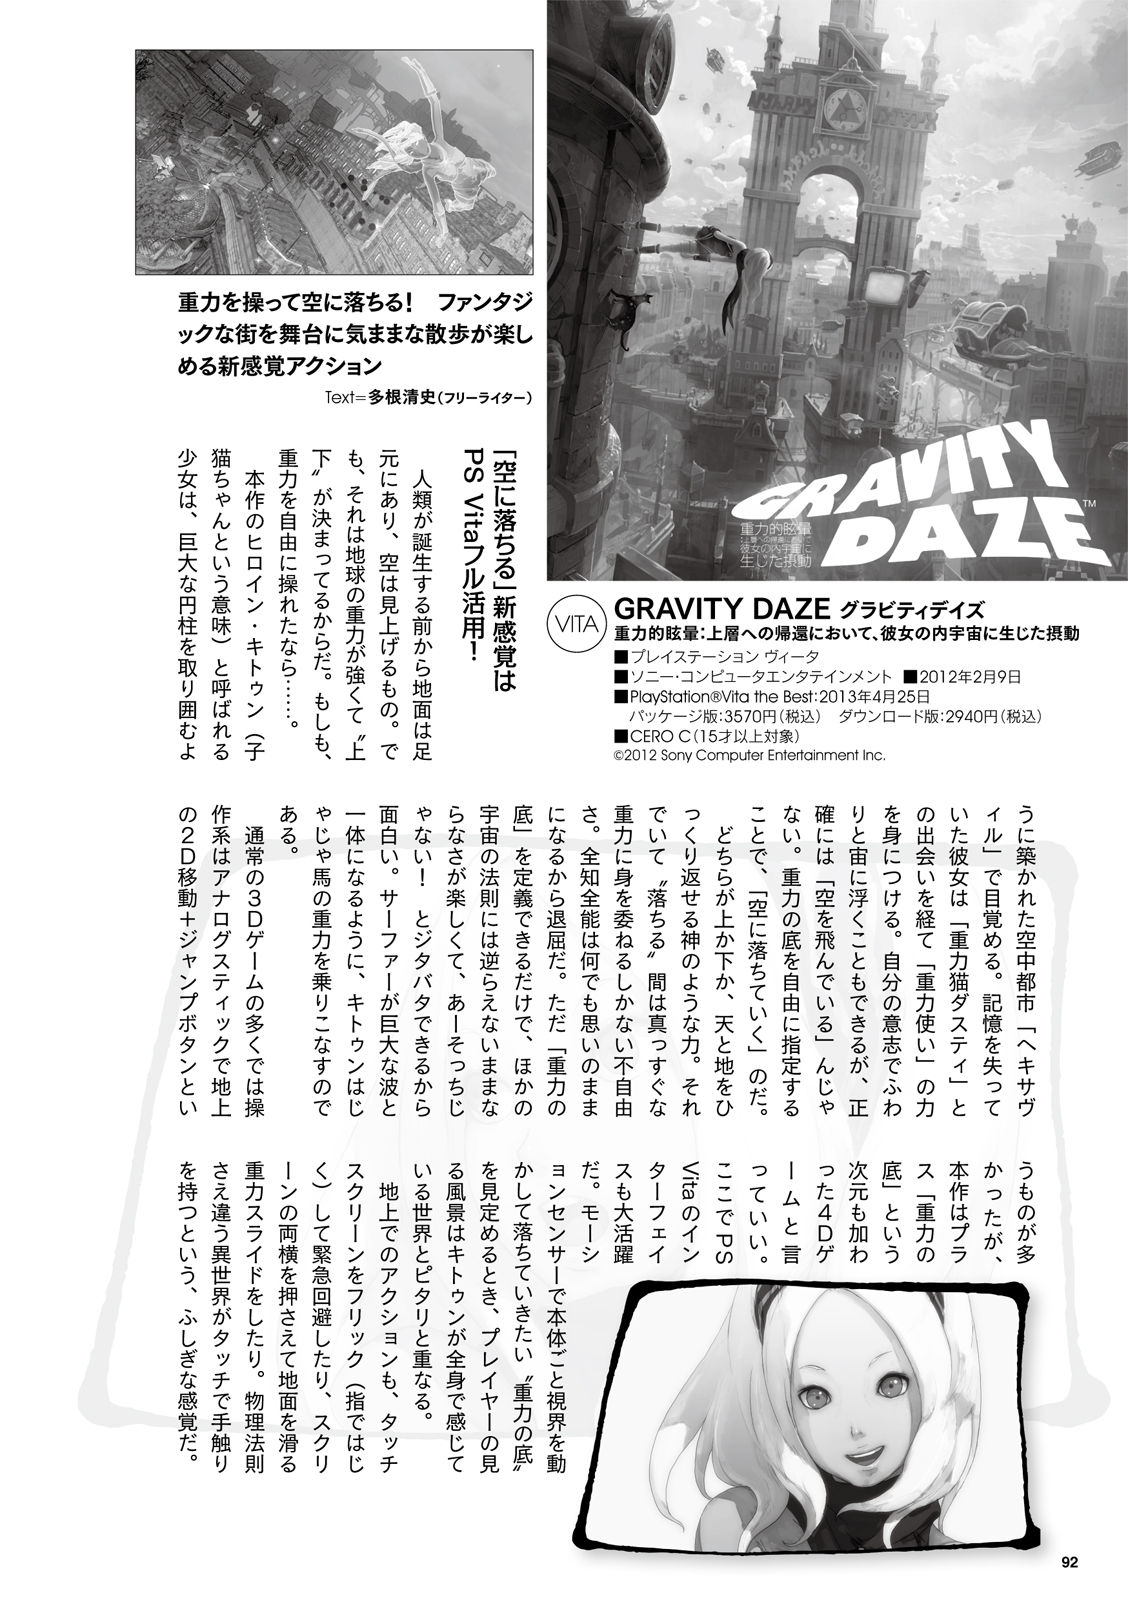 重力を操って空に落ちる!　ファンタジ
ックな街を舞台に気ままな散歩が楽し
める新感覚アクション
Text=多根清史(フリーライター)
GRAVITY
DAZE™
重力的眩暈
上層への帰還において
彼女の内宇宙に
生じた摂動
VITA
GRAVITY DAZE グラビティデイズ
重力的眩暈:上層への帰還において、彼女の内宇宙に生じた摂動
■プレイステーション ヴィータ
■ソニー・コンピュータエンタテインメント ■2012年2月9日
■PlayStation®Vita the Best:2013年4月25日
パッケージ版:3570円(税込)　ダウンロード版:2940円(税込)
■CERO C(15才以上対象)
©2012 Sony Computer Entertainment Inc.
「空に落ちる」新感覚は
PS Vitaフル活用!
人類が誕生する前から地面は足
元にあり、空は見上げるもの。で
も、それは地球の重力が強くて〝上
下〟が決まってるからだ。もしも、
重力を自由に操れたなら……。
本作のヒロイン・キトゥン(子
猫ちゃんという意味)と呼ばれる
少女は、巨大な円柱を取り囲むよ
うに築かれた空中都市「ヘキサヴ
ィル」で目覚める。記憶を失って
いた彼女は「重力猫ダスティ」と
の出会いを経て「重力使い」の力
を身につける。自分の意志でふわ
りと宙に浮くこともできるが、正
確には「空を飛んでいる」んじゃ
ない。重力の底を自由に指定する
ことで、「空に落ちていく」のだ。
どちらが上か下か、天と地をひ
っくり返せる神のような力。それ
でいて〝落ちる〟間は真っすぐな
重力に身を委ねるしかない不自由
さ。全知全能は何でも思いのまま
になるから退屈だ。ただ「重力の
底」を定義できるだけで、ほかの
宇宙の法則には逆らえないままな
らなさが楽しくて、あーそっちじ
ゃない!　とジタバタできるから
面白い。サーファーが巨大な波と
一体になるように、キトゥンはじ
ゃじゃ馬の重力を乗りこなすので
ある。
通常の3Dゲームの多くでは操
作系はアナログスティックで地上
の2D移動+ジャンプボタンとい
うものが多
かったが、
本作はプラ
ス「重力の
底」という
次元も加わ
った4Dゲ
ームと言
っていい。
ここでPS
Vitaのイン
ターフェイ
スも大活躍
だ。モーシ
ョンセンサーで本体ごと視界を動
かして落ちていきたい〝重力の底〟
を見定めるとき、プレイヤーの見
る風景はキトゥンが全身で感じて
いる世界とピタリと重なる。
地上でのアクションも、タッチ
スクリーンをフリック(指ではじ
く)して緊急回避したり、スクリ
ーンの両横を押さえて地面を滑る
重力スライドをしたり。物理法則
さえ違う異世界がタッチで手触り
を持つという、ふしぎな感覚だ。
92